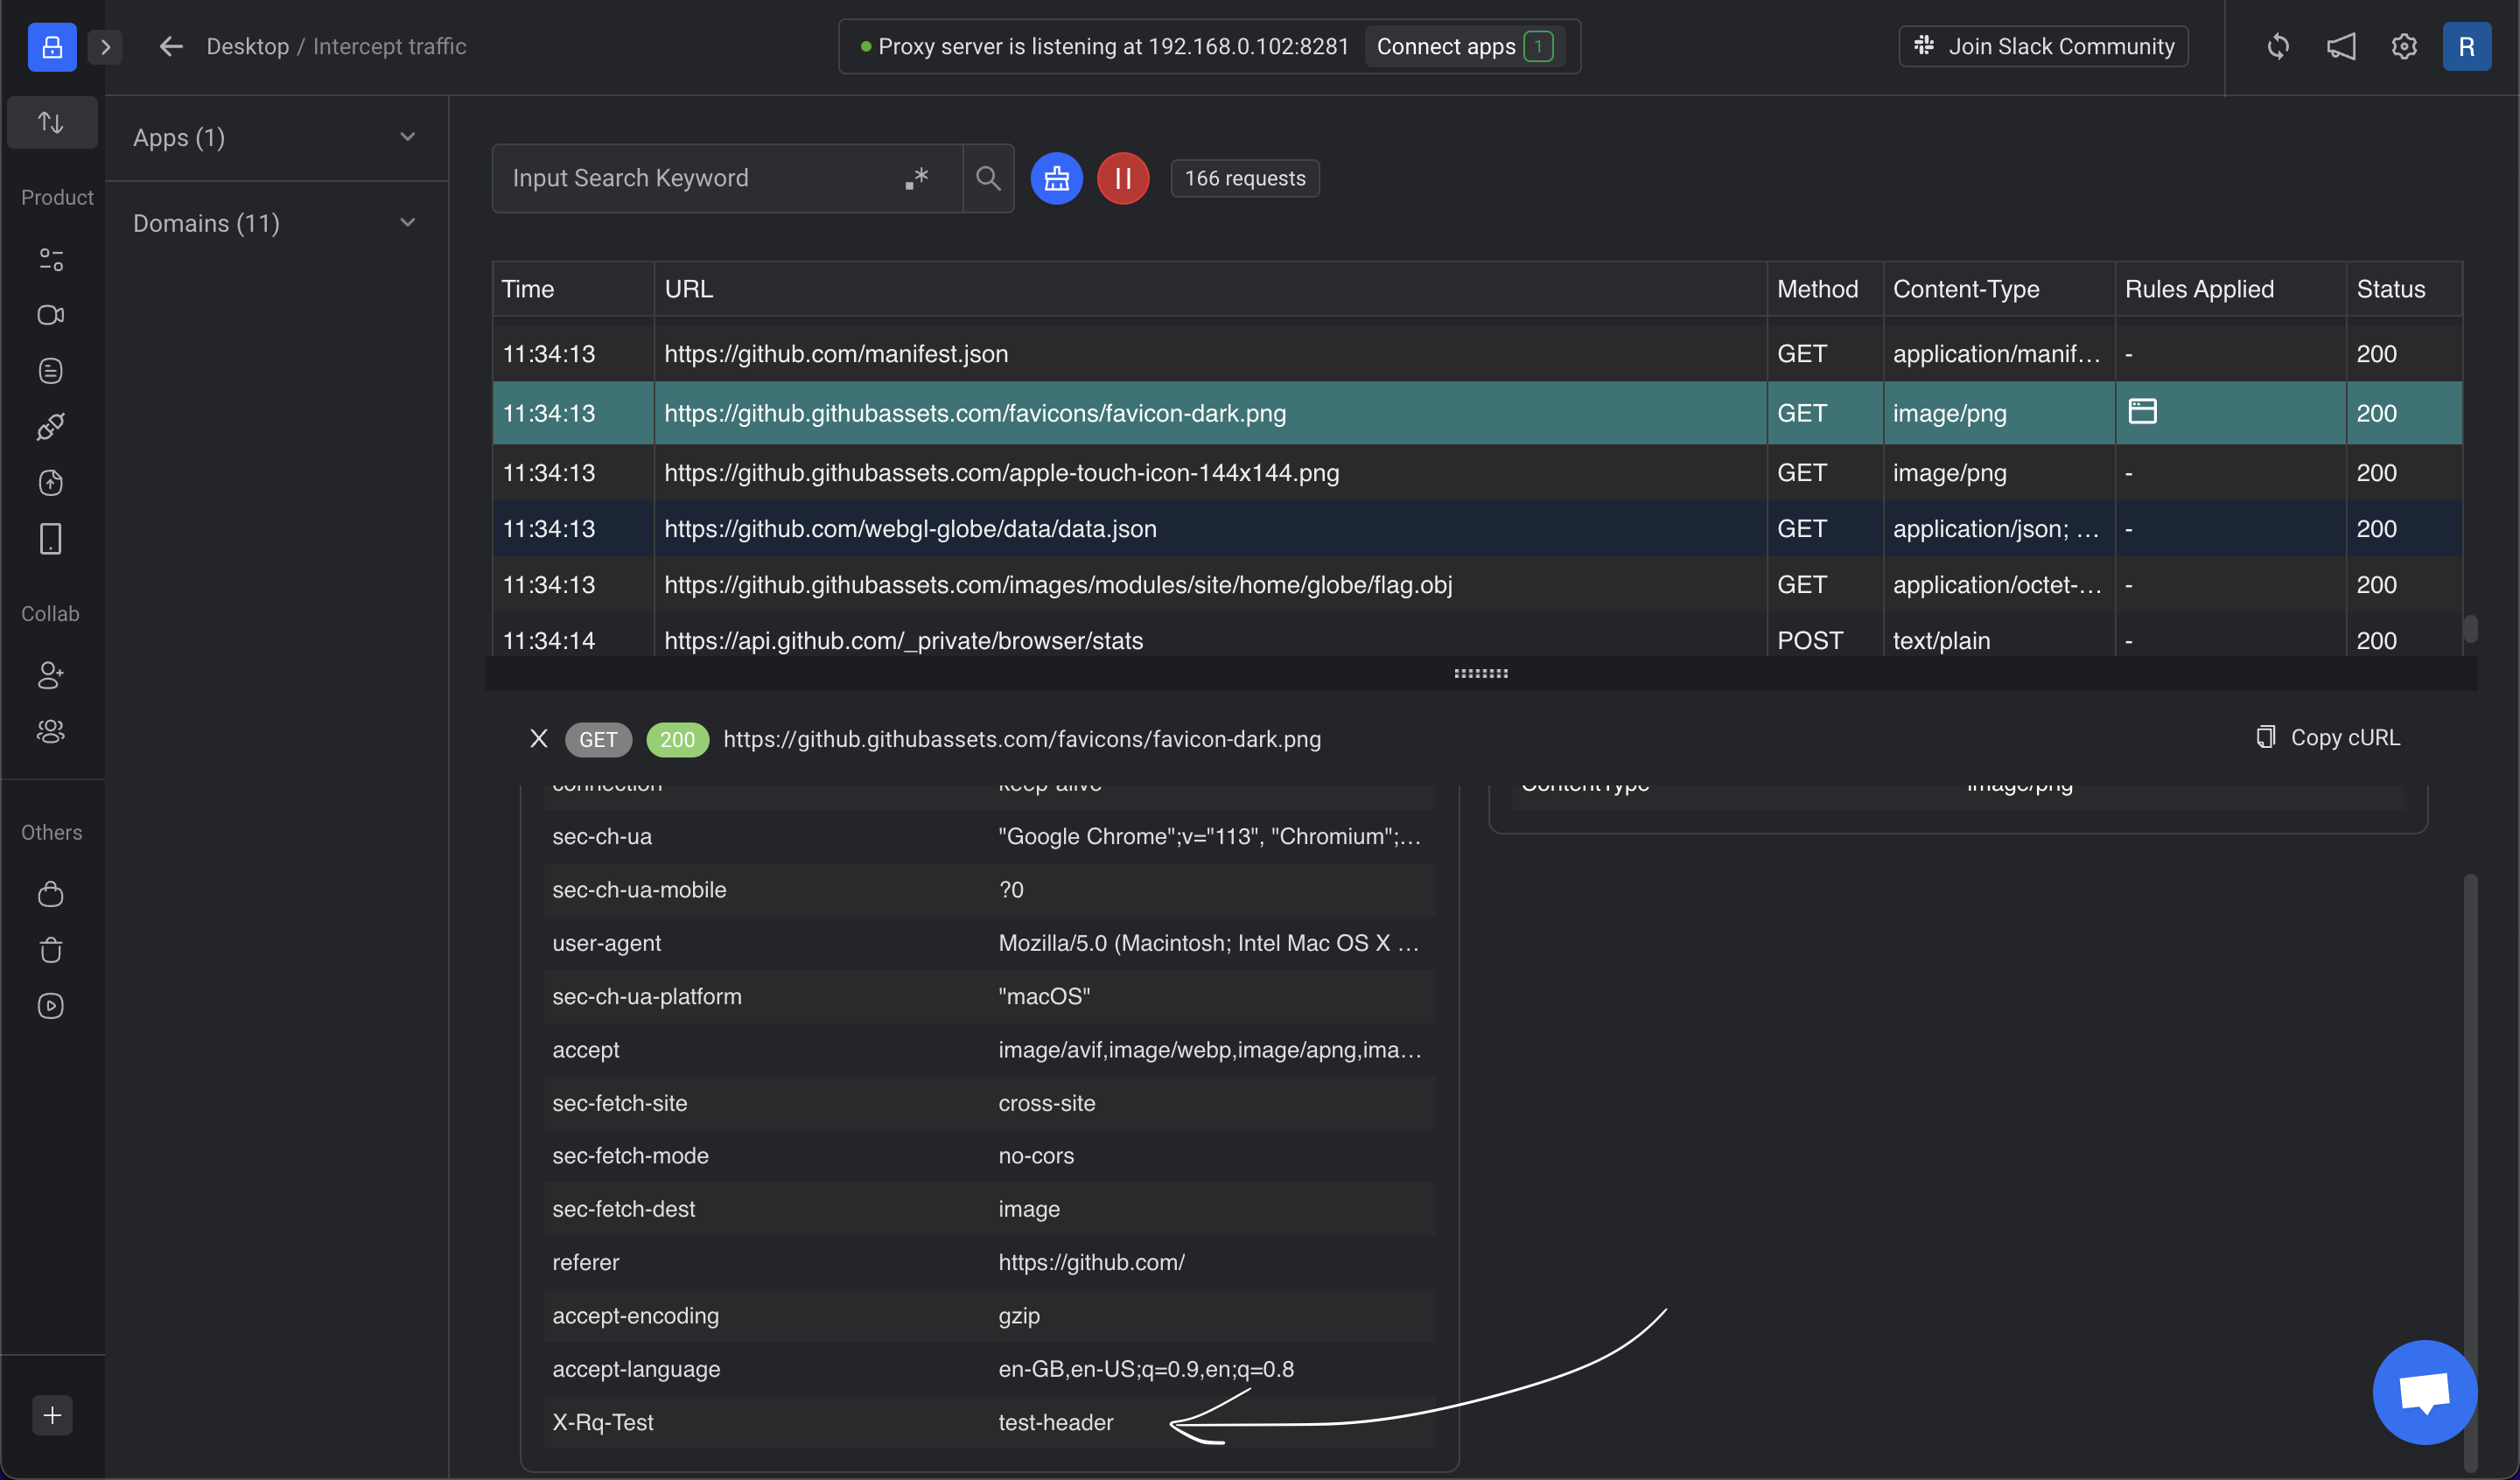 Desktop / Intercept traffic
Proxy server is listening at 192.168.0.102:8281 Connect apps 1
Join Slack Community
R
Product
Collab
Others
Apps (1)
Domains (11)
Input Search Keyword .*
166 requests
Time URL Method Content-Type Rules Applied Status
11:34:13 https://github.com/manifest.json GET application/manif... - 200
11:34:13 https://github.githubassets.com/favicons/favicon-dark.png GET image/png 200
11:34:13 https://github.githubassets.com/apple-touch-icon-144x144.png GET image/png - 200
11:34:13 https://github.com/webgl-globe/data/data.json GET application/json; ... - 200
11:34:13 https://github.githubassets.com/images/modules/site/home/globe/flag.obj GET application/octet-... - 200
11:34:14 https://api.github.com/_private/browser/stats POST text/plain - 200
X GET 200 https://github.githubassets.com/favicons/favicon-dark.png Copy cURL
connection keep-alive
sec-ch-ua "Google Chrome";v="113", "Chromium";...
sec-ch-ua-mobile ?0
user-agent Mozilla/5.0 (Macintosh; Intel Mac OS X ...
sec-ch-ua-platform "macOS"
accept image/avif,image/webp,image/apng,ima...
sec-fetch-site cross-site
sec-fetch-mode no-cors
sec-fetch-dest image
referer https://github.com/
accept-encoding gzip
accept-language en-GB,en-US;q=0.9,en;q=0.8
X-Rq-Test test-header
ContentType image/png